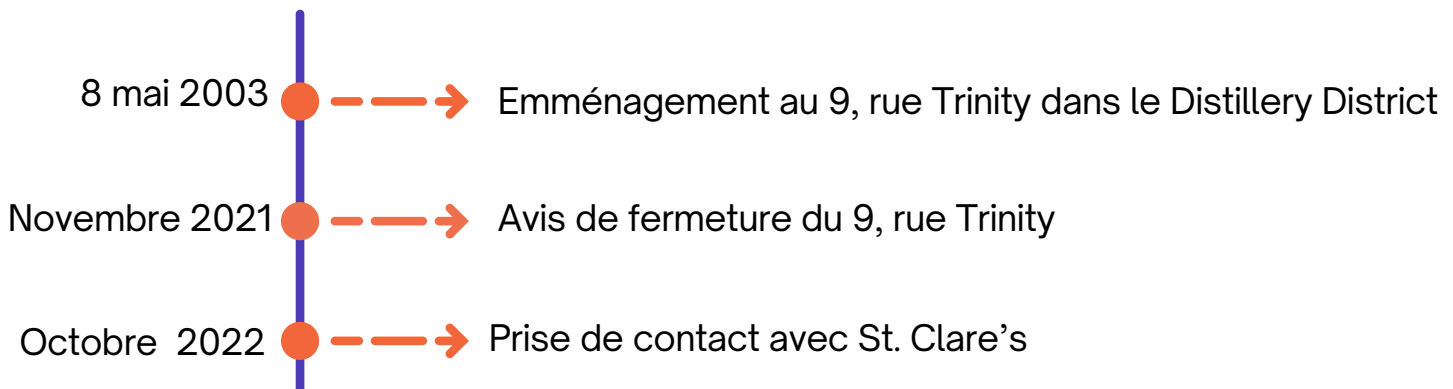 8 mai 2003
Emménagement au 9, rue Trinity dans le Distillery District
Novembre 2021
Avis de fermeture du 9, rue Trinity
Octobre 2022
Prise de contact avec St. Clare’s